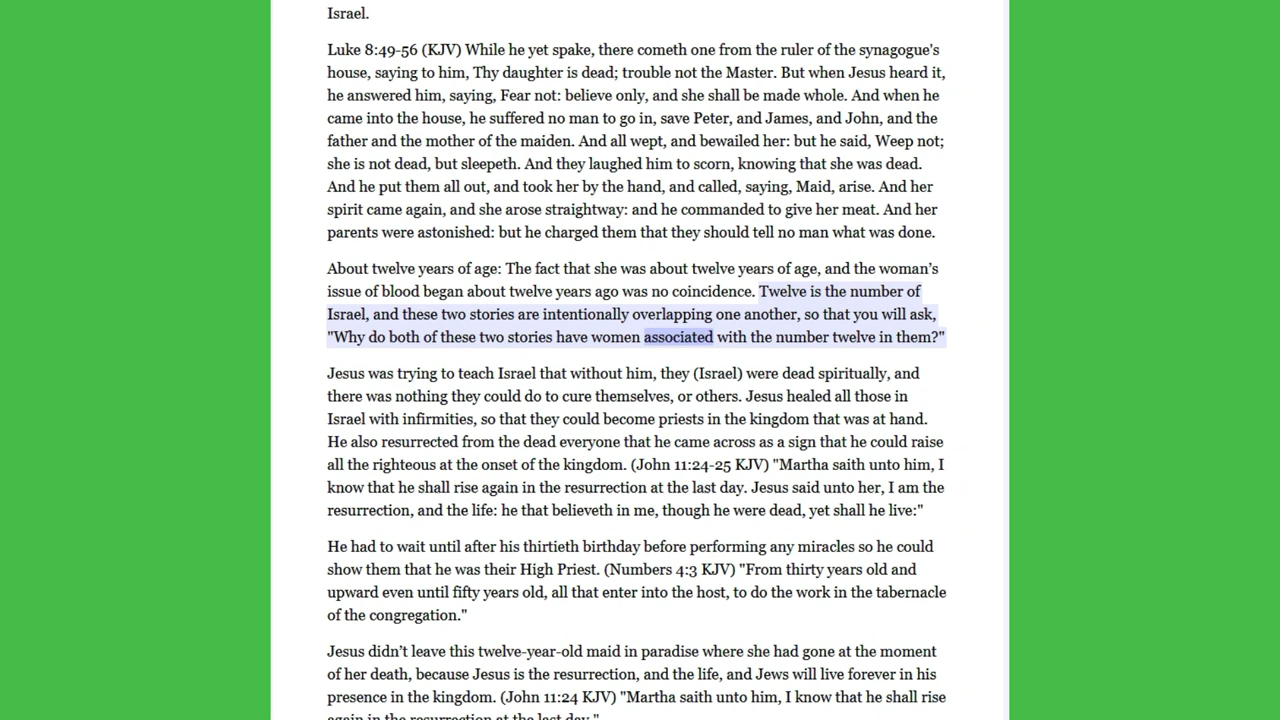 Israel.
Luke 8:49-56 (KJV) While he yet spake, there cometh one from the ruler of the synagogue's
house, saying to him, Thy daughter is dead; trouble not the Master. But when Jesus heard it,
he answered him, saying, Fear not: believe only, and she shall be made whole. And when he
came into the house, he suffered no man to go in, save Peter, and James, and John, and the
father and the mother of the maiden. And all wept, and bewailed her: but he said, Weep not;
she is not dead, but sleepeth. And they laughed him to scorn, knowing that she was dead.
And he put them all out, and took her by the hand, and called, saying, Maid, arise. And her
spirit came again, and she arose straightway: and he commanded to give her meat. And her
parents were astonished: but he charged them that they should tell no man what was done.
About twelve years of age: The fact that she was about twelve years of age, and the woman’s
issue of blood began about twelve years ago was no coincidence. Twelve is the number of
Israel, and these two stories are intentionally overlapping one another, so that you will ask,
"Why do both of these two stories have women associated with the number twelve in them?"
Jesus was trying to teach Israel that without him, they (Israel) were dead spiritually, and
there was nothing they could do to cure themselves, or others. Jesus healed all those in
Israel with infirmities, so that they could become priests in the kingdom that was at hand.
He also resurrected from the dead everyone that he came across as a sign that he could raise
all the righteous at the onset of the kingdom. (John 11:24-25 KJV) "Martha saith unto him, I
know that he shall rise again in the resurrection at the last day. Jesus said unto her, I am the
resurrection, and the life: he that believeth in me, though he were dead, yet shall he live:"
He had to wait until after his thirtieth birthday before performing any miracles so he could
show them that he was their High Priest. (Numbers 4:3 KJV) "From thirty years old and
upward even until fifty years old, all that enter into the host, to do the work in the tabernacle
of the congregation."
Jesus didn’t leave this twelve-year-old maid in paradise where she had gone at the moment
of her death, because Jesus is the resurrection, and the life, and Jews will live forever in his
presence in the kingdom. (John 11:24 KJV) "Martha saith unto him, I know that he shall rise
again in the resurrection at the last day."